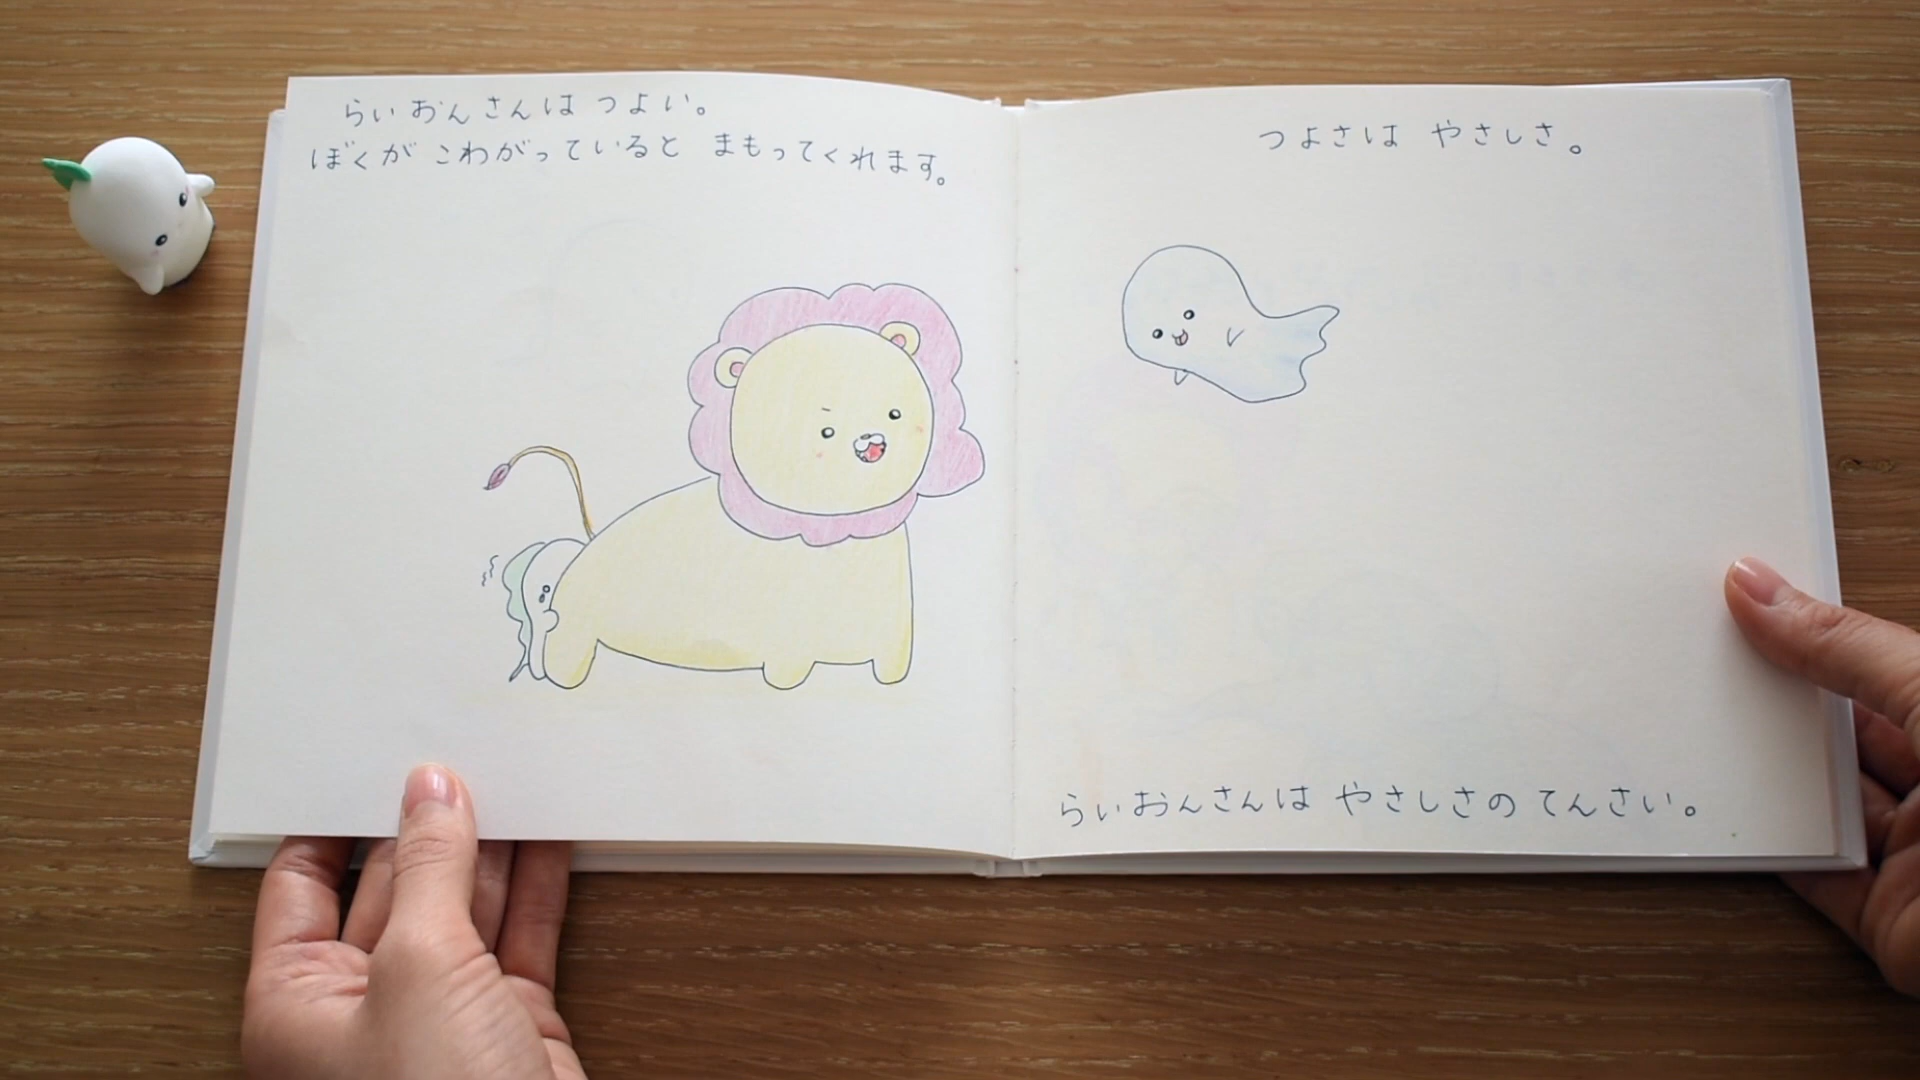 らいおんさんは つよい。
ぼくが こわがっていると まもってくれます。
つよさは やさしさ。
らいおんさんは やさしさの てんさい。